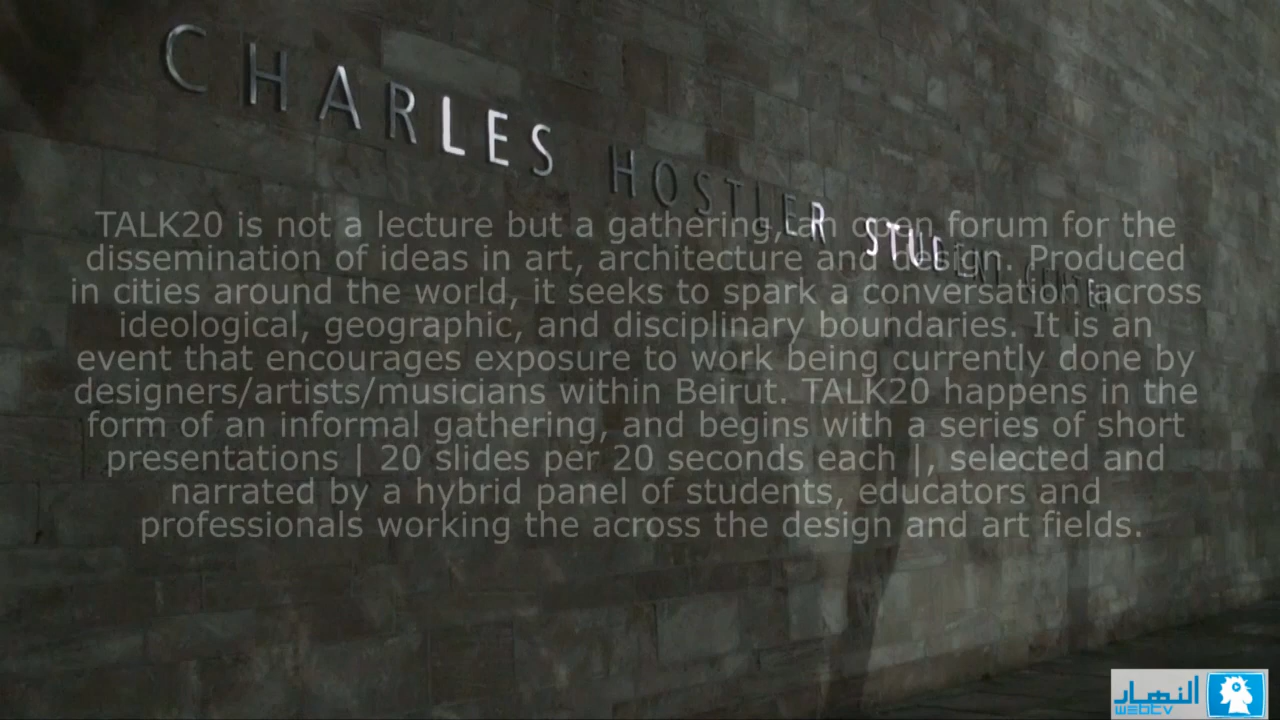 CHARLES HOSTLER STUDENT CENTER
TALK20 is not a lecture but a gathering, an open forum for the
dissemination of ideas in art, architecture and design. Produced
in cities around the world, it seeks to spark a conversation across
ideological, geographic, and disciplinary boundaries. It is an
event that encourages exposure to work being currently done by
designers/artists/musicians within Beirut. TALK20 happens in the
form of an informal gathering, and begins with a series of short
presentations | 20 slides per 20 seconds each |, selected and
narrated by a hybrid panel of students, educators and
professionals working the across the design and art fields.
النهار
webtv